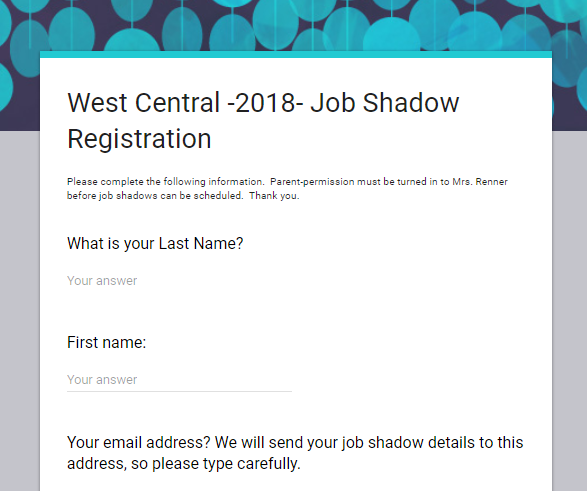 West Central -2018- Job Shadow
Registration
Please complete the following information.  Parent-permission must be turned in to Mrs. Renner
before job shadows can be scheduled.  Thank you.
What is your Last Name?
Your answer
First name:
Your answer
Your email address? We will send your job shadow details to this
address, so please type carefully.